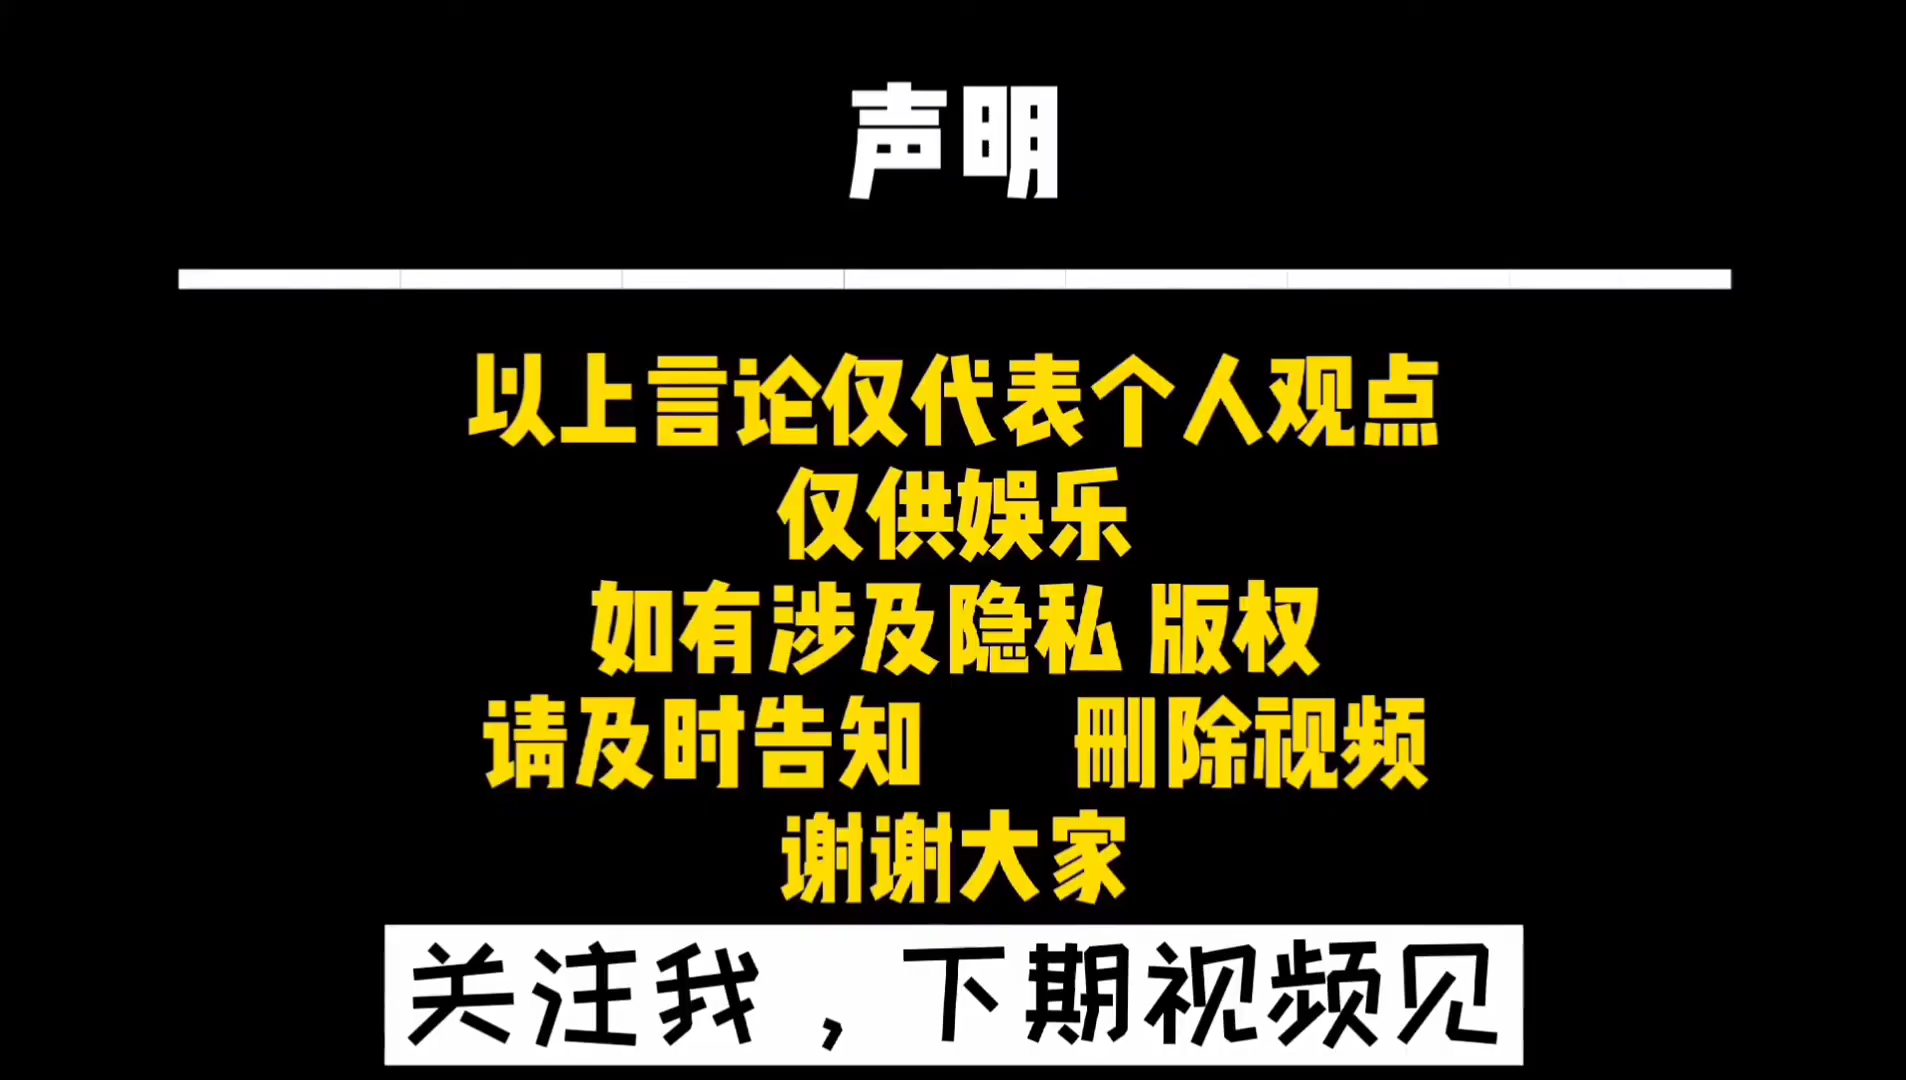 声明
以上言论仅代表个人观点
仅供娱乐
如有涉及隐私 版权
请及时告知 删除视频
谢谢大家
关注我，下期视频见